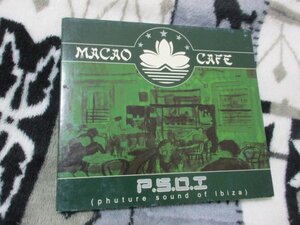 MACAO CAFE
P.S.O.I
(phuture sound of Ibiza)